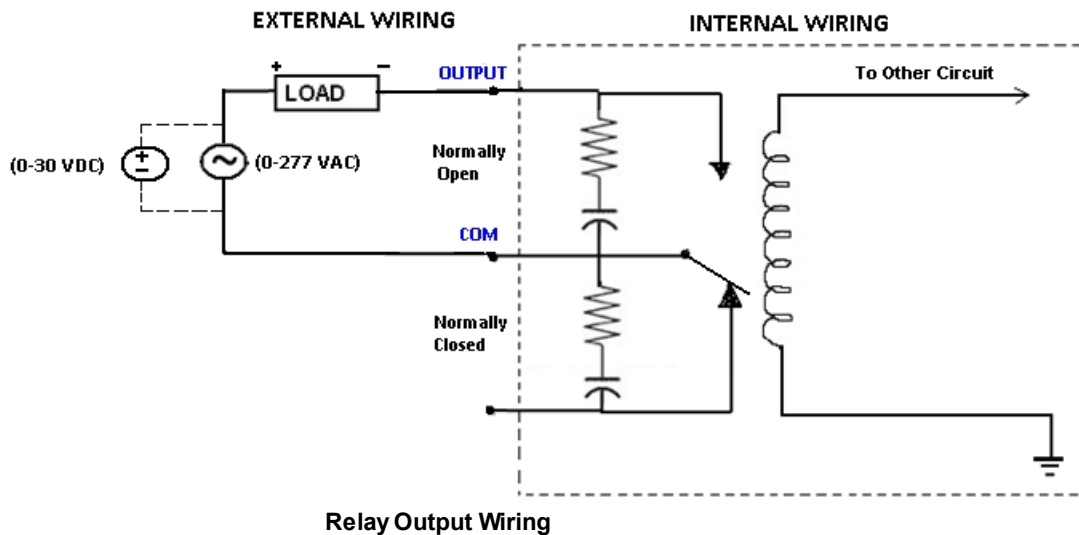 EXTERNAL WIRING
INTERNAL WIRING
+ −
LOAD
OUTPUT
To Other Circuit
(0-30 VDC)
+
−
(0-277 VAC)
Normally
Open
COM
Normally
Closed
Relay Output Wiring